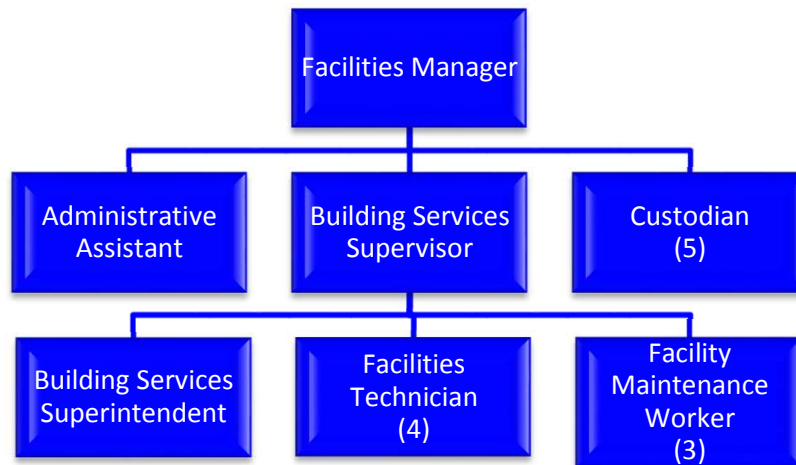 Facilities Manager
Administrative
Assistant
Building Services
Supervisor
Custodian
(5)
Building Services
Superintendent
Facilities
Technician
(4)
Facility
Maintenance
Worker
(3)